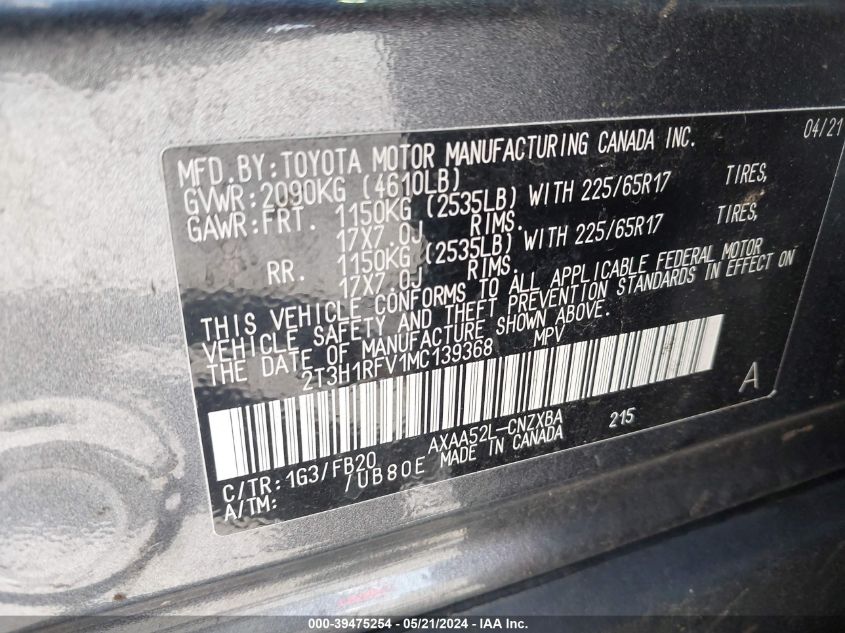 MFD.BY:TOYOTA MOTOR MANUFACTURING CANADA INC. 04/21
GVWR:2090KG (4610LB)
GAWR:FRT. 1150KG (2535LB) WITH 225/65R17 TIRES,
17X7.0J RIMS.
RR. 1150KG (2535LB) WITH 225/65R17 TIRES,
17X7.0J RIMS.
THIS VEHICLE CONFORMS TO ALL APPLICABLE FEDERAL MOTOR
VEHICLE SAFETY AND THEFT PREVENTION STANDARDS IN EFFECT ON
THE DATE OF MANUFACTURE SHOWN ABOVE.
2T3H1RFV1MC139368 MPV
A
C/TR:1G3/FB20 AXAA52L-CNZXBA 215
A/TM: /UB80E MADE IN CANADA
000-39475254 - 05/21/2024 - IAA Inc.